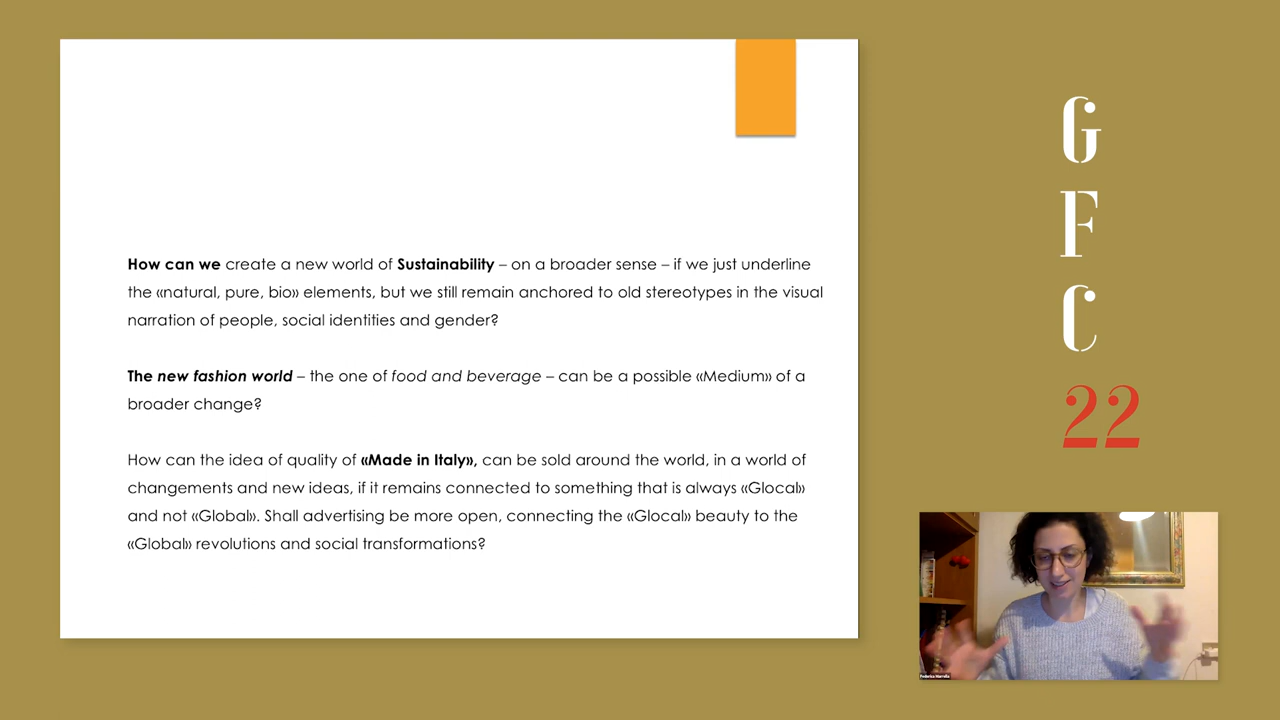 How can we create a new world of Sustainability – on a broader sense – if we just underline
the «natural, pure, bio» elements, but we still remain anchored to old stereotypes in the visual
narration of people, social identities and gender?
The new fashion world – the one of food and beverage – can be a possible «Medium» of a
broader change?
How can the idea of quality of «Made in Italy», can be sold around the world, in a world of
changements and new ideas, if it remains connected to something that is always «Glocal»
and not «Global». Shall advertising be more open, connecting the «Glocal» beauty to the
«Global» revolutions and social transformations?
G
F
C
22